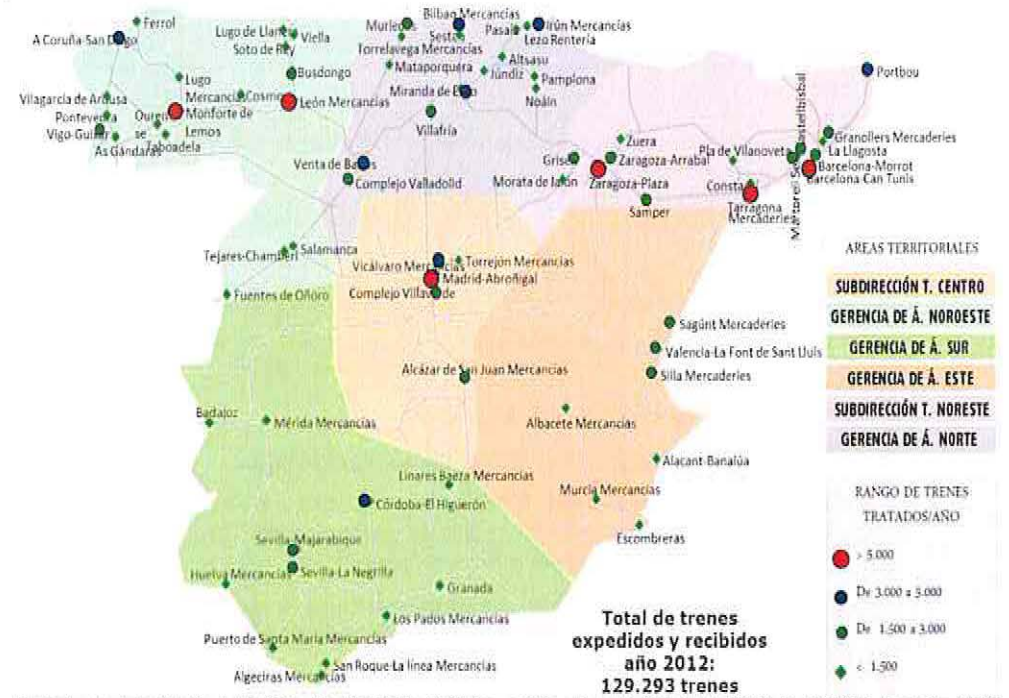 Ferrol
A Coruña-San Diego
Lugo de Llanera
Viella
Soto de Rey
Busdongo
Lugo
Mercancías
Cosmos
León Mercancías
Vilagarcía de Arousa
Pontevedra
Vigo-Guixar
As Gándaras
Ouren
se
Monforte de
Lemos
Taboadela
Murledos
Bilbao Mercancías
Sestao
Pasaia
Irún Mercancías
Lezo Rentería
Torrelavega Mercancías
Mataporquera
Altsasu
Júndiz
Pamplona
Noáin
Miranda de Ebro
Villafría
Venta de Baños
Complejo Valladolid
Portbou
Zuera
Grisén
Zaragoza-Arrabal
Morata de Jalón
Zaragoza-Plaza
Samper
Pla de Vilanoveta
Constantí
Tarragona
Mercaderies
Granollers Mercaderies
La Llagosta
Barcelona-Morrot
Barcelona-Can Tunis
Tejares-Chamberí
Salamanca
Fuentes de Oñoro
Vicálvaro Mercancías
Torrejón Mercancías
Madrid-Abroñigal
Complejo Villaverde
Alcázar de San Juan Mercancías
Sagúnt Mercaderies
Valencia-La Font de Sant Lluís
Silla Mercaderies
Albacete Mercancías
Alacant-Banalúa
Murcia Mercancías
Escombreras
Badajoz
Mérida Mercancías
Linares Baeza Mercancías
Córdoba-El Higuerón
Sevilla-Majarabique
Sevilla-La Negrilla
Huelva Mercancías
Granada
Los Pados Mercancías
Puerto de Santa María Mercancías
San Roque-La línea Mercancías
Algeciras Mercancías
AREAS TERRITORIALES
SUBDIRECCIÓN T. CENTRO
GERENCIA DE Á. NOROESTE
GERENCIA DE Á. SUR
GERENCIA DE Á. ESTE
SUBDIRECCIÓN T. NORESTE
GERENCIA DE Á. NORTE
RANGO DE TRENES
TRATADOS/AÑO
> 5.000
De 3.000 a 5.000
De 1.500 a 3.000
< 1.500
Total de trenes
expedidos y recibidos
año 2012:
129.293 trenes